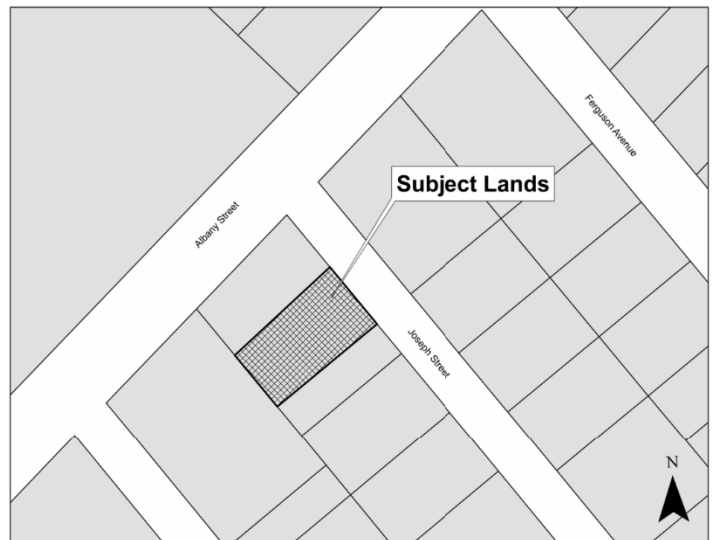 Ferguson Avenue
Subject Lands
Albany Street
Joseph Street
N